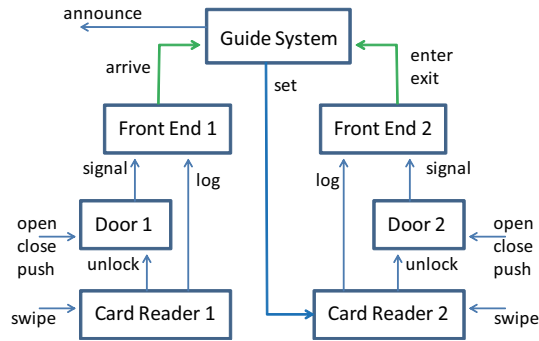 announce
Guide System
arrive
enter
exit
set
Front End 1
Front End 2
signal
log
log
signal
Door 1
Door 2
open
close
push
open
close
push
unlock
unlock
swipe
Card Reader 1
Card Reader 2
swipe